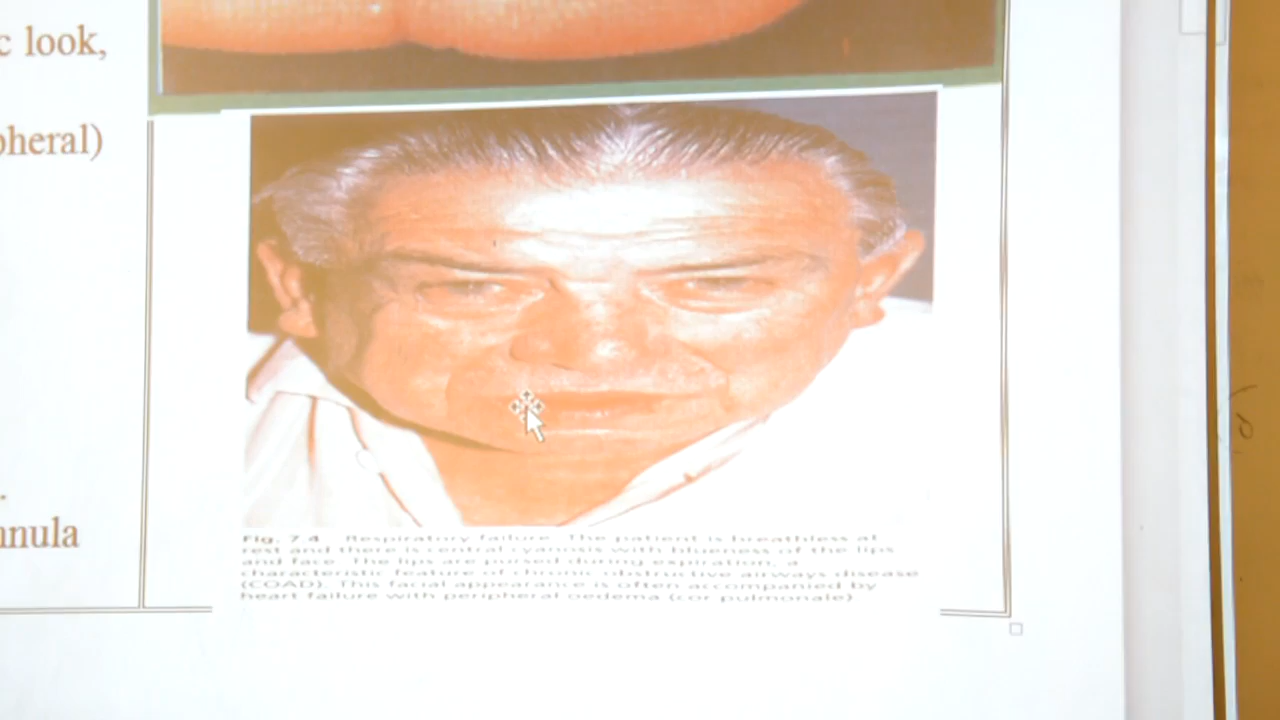 c look,
pheral)
.
nnula
Fig. 7.4 Respiratory failure. The patient is breathless at
rest and there is central cyanosis with blueness of the lips
and face. The lips are pursed during expiration, a
characteristic feature of chronic obstructive airways disease
(COAD). This facial appearance is often accompanied by
heart failure with peripheral oedema (cor pulmonale)